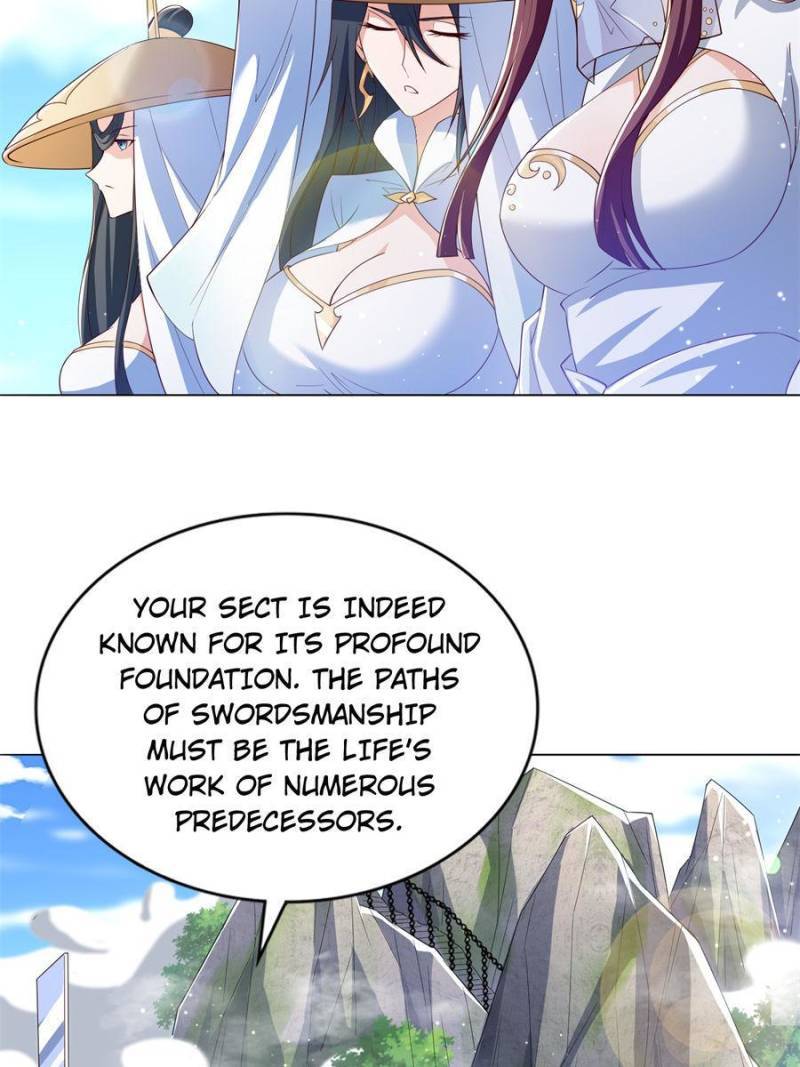 YOUR SECT IS INDEED
KNOWN FOR ITS PROFOUND
FOUNDATION. THE PATHS
OF SWORDSMANSHIP
MUST BE THE LIFE'S
WORK OF NUMEROUS
PREDECESSORS.